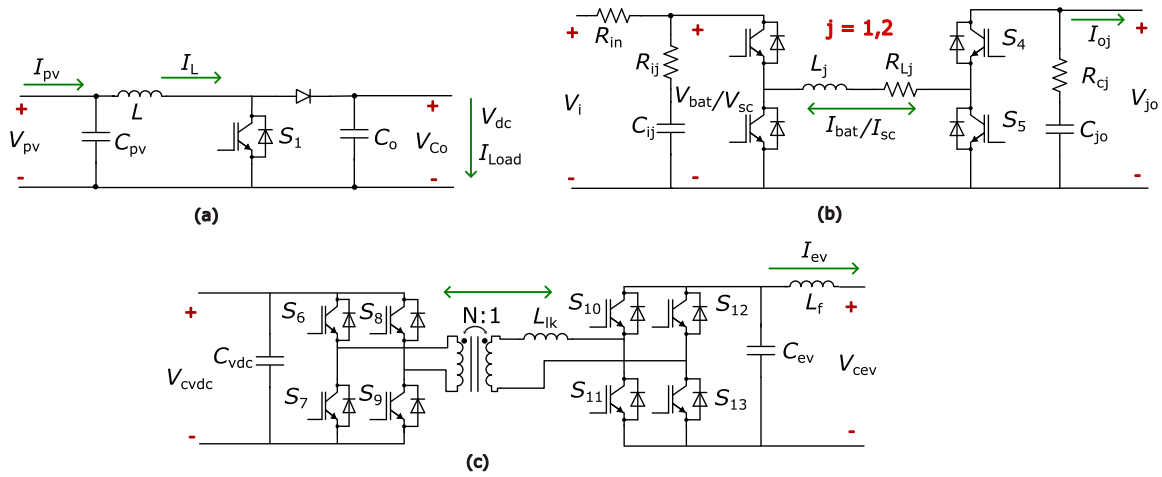 I_pv
I_L
L
V_pv
C_pv
S_1
C_o
V_Co
V_dc
I_Load
+
-
+
-
(a)
R_in
+
+
j = 1,2
S_4
I_oj
+
R_ij
L_j
R_Lj
R_cj
V_i
V_bat/V_sc
V_jo
C_ij
I_bat/I_sc
S_5
C_jo
-
-
-
(b)
I_ev
+
S_6
S_8
N:1
L_lk
S_10
S_12
L_f
+
C_vdc
V_cvdc
C_ev
V_cev
S_7
S_9
S_11
S_13
-
-
(c)